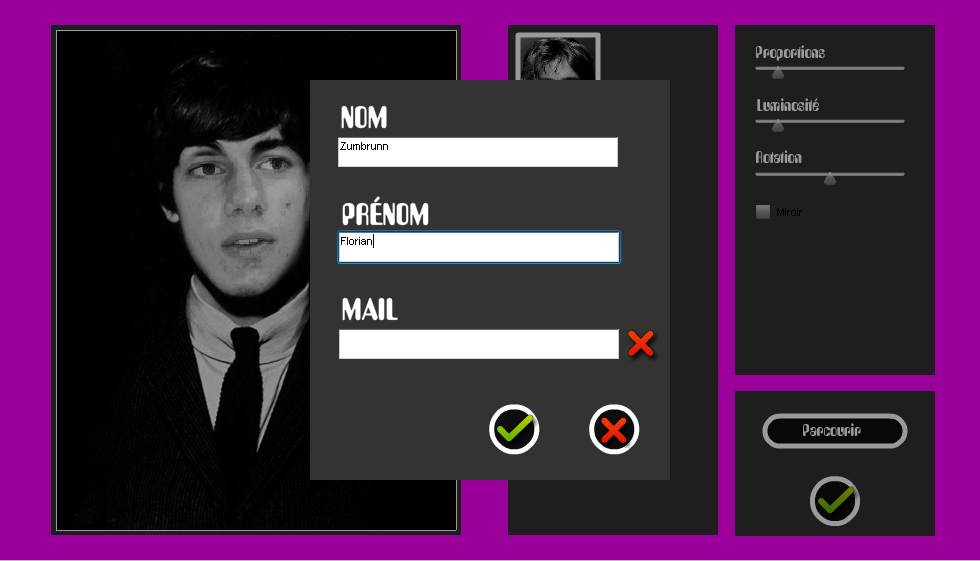 NOM
Zumbrunn
PRÉNOM
Florian
MAIL
Proportions
Luminosité
Rotation
Miroir
Parcourir